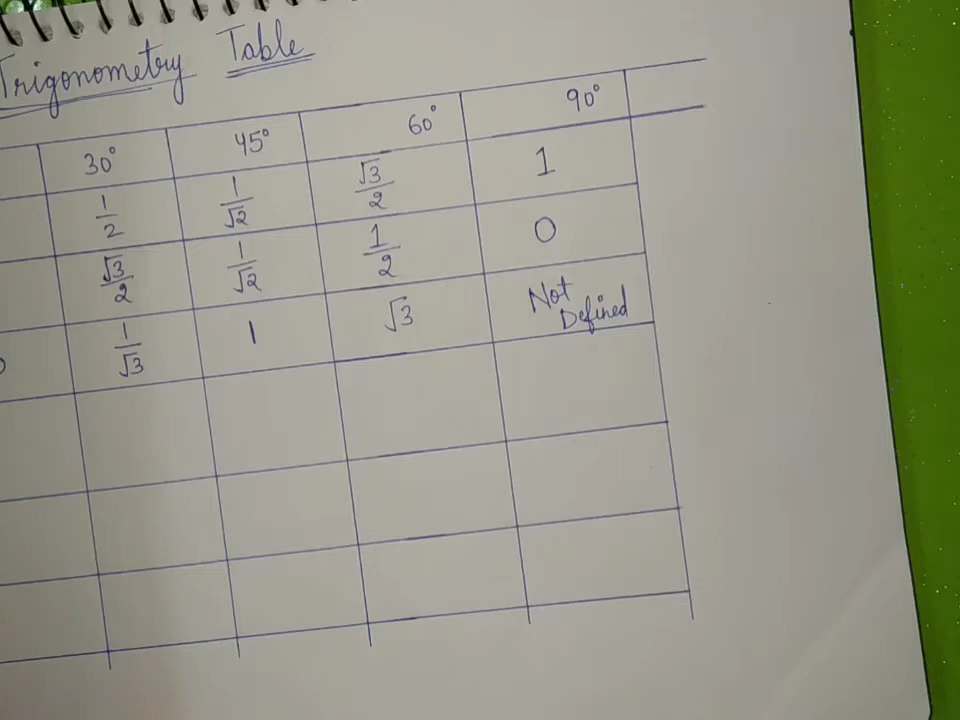 Trigonometry Table
30° 45° 60° 90°
1/2 1/√2 √3/2 1
√3/2 1/√2 1/2 0
0 1/√3 1 √3 Not Defined